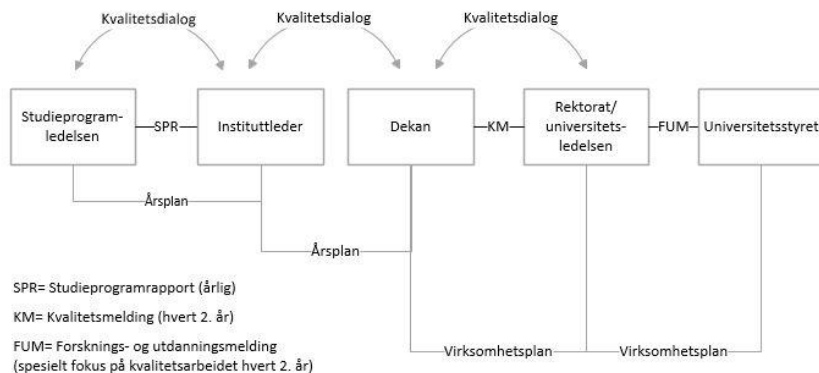 Kvalitetsdialog
Kvalitetsdialog
Kvalitetsdialog
Studieprogram-
ledelsen
SPR
Instituttleder
Dekan
KM
Rektorat/
universitets-
ledelsen
FUM
Universitetsstyret
Årsplan
Årsplan
SPR= Studieprogramrapport (årlig)
KM= Kvalitetsmelding (hvert 2. år)
FUM= Forsknings- og utdanningsmelding
(spesielt fokus på kvalitetsarbeidet hvert 2. år)
Virksomhetsplan
Virksomhetsplan